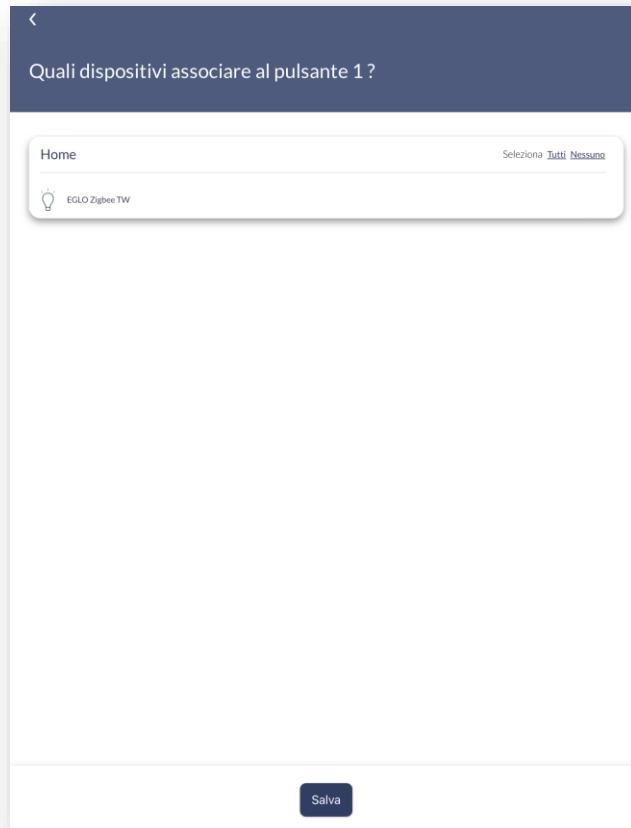 Quali dispositivi associare al pulsante 1 ?
Home
Seleziona Tutti Nessuno
EGLO Zigbee TW
Salva